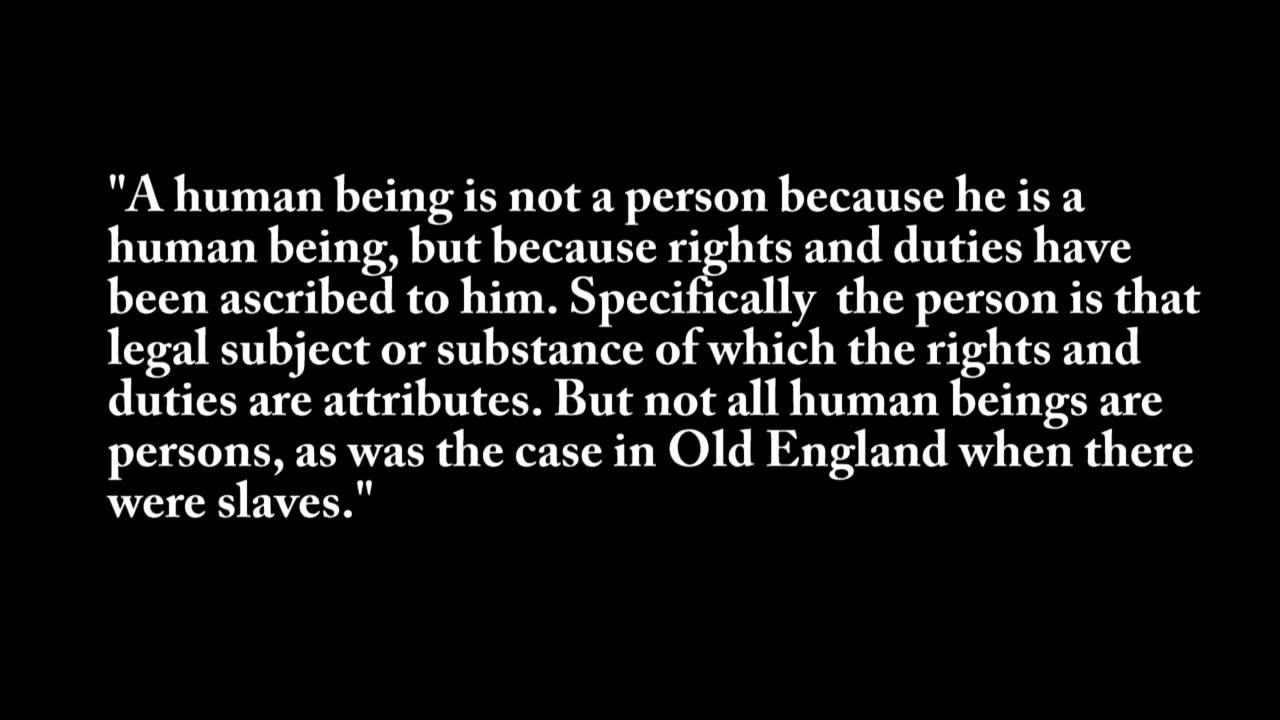 "A human being is not a person because he is a
human being, but because rights and duties have
been ascribed to him. Specifically  the person is that
legal subject or substance of which the rights and
duties are attributes. But not all human beings are
persons, as was the case in Old England when there
were slaves."